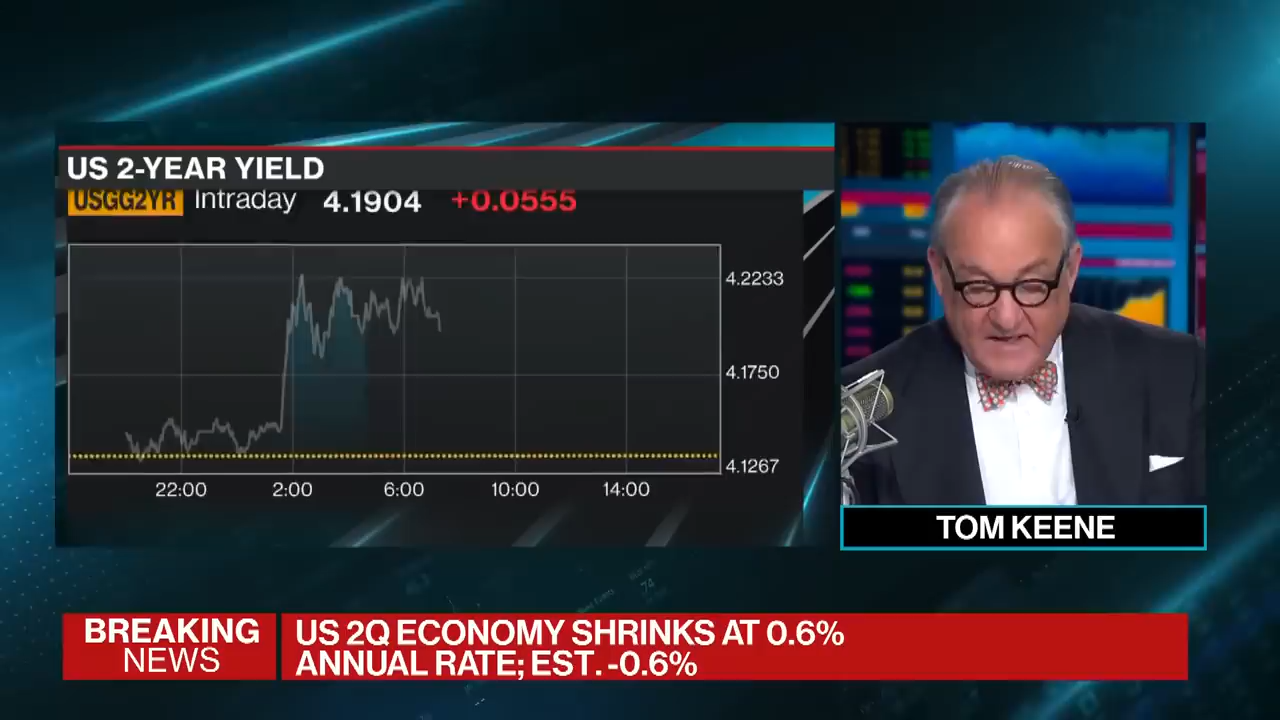 US 2-YEAR YIELD
USGG2YR Intraday 4.1904 +0.0555
4.2233
4.1750
4.1267
22:00 2:00 6:00 10:00 14:00
TOM KEENE
BREAKING
NEWS
US 2Q ECONOMY SHRINKS AT 0.6%
ANNUAL RATE; EST. -0.6%